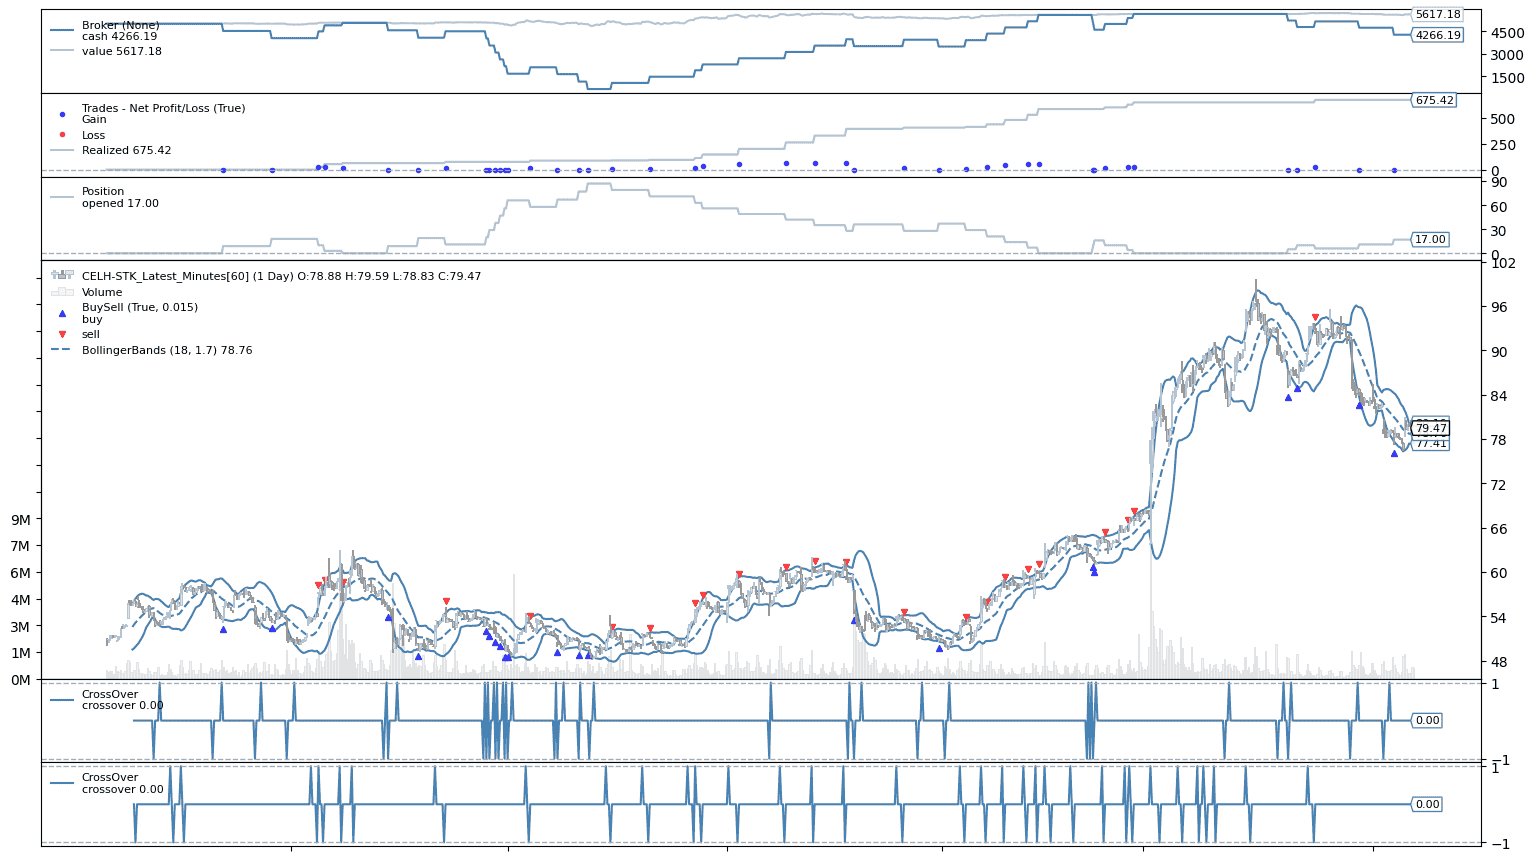 Broker (None)
cash 4266.19
value 5617.18
5617.18
4266.19
4500
3000
1500
Trades - Net Profit/Loss (True)
Gain
Loss
Realized 675.42
675.42
500
250
0
Position
opened 17.00
17.00
90
60
30
0
CELH-STK_Latest_Minutes[60] (1 Day) O:78.88 H:79.59 L:78.83 C:79.47
Volume
BuySell (True, 0.015)
buy
sell
BollingerBands (18, 1.7) 78.76
102
96
90
84
78
72
66
60
54
48
79.47
77.41
9M
7M
6M
4M
3M
1M
0M
CrossOver
crossover 0.00
0.00
1
−1
CrossOver
crossover 0.00
0.00
1
−1